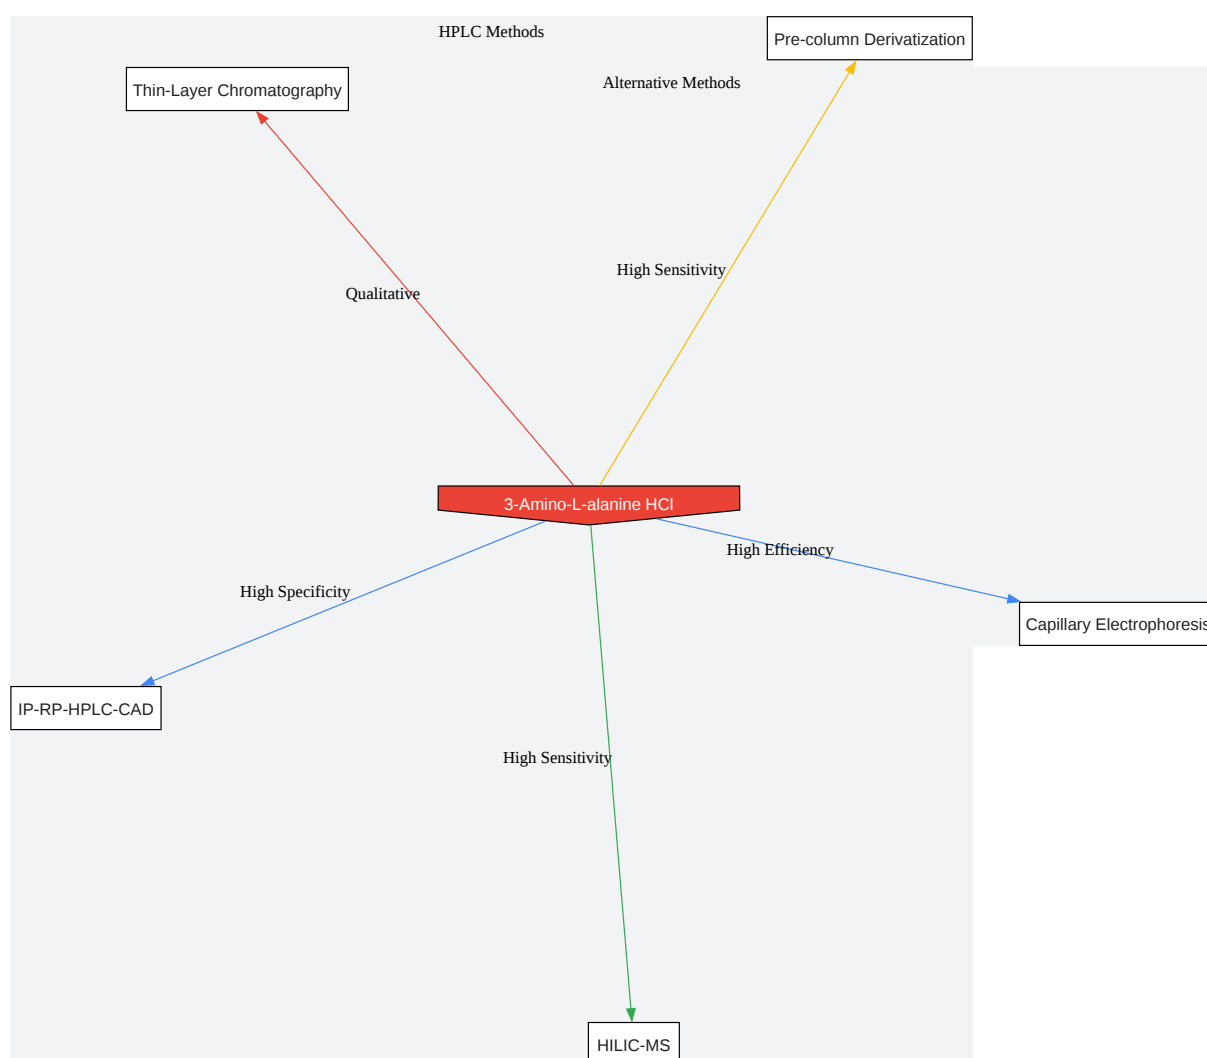 HPLC Methods
Pre-column Derivatization
Thin-Layer Chromatography
Alternative Methods
High Sensitivity
Qualitative
3-Amino-L-alanine HCl
High Efficiency
High Specificity
Capillary Electrophoresis
IP-RP-HPLC-CAD
High Sensitivity
HILIC-MS